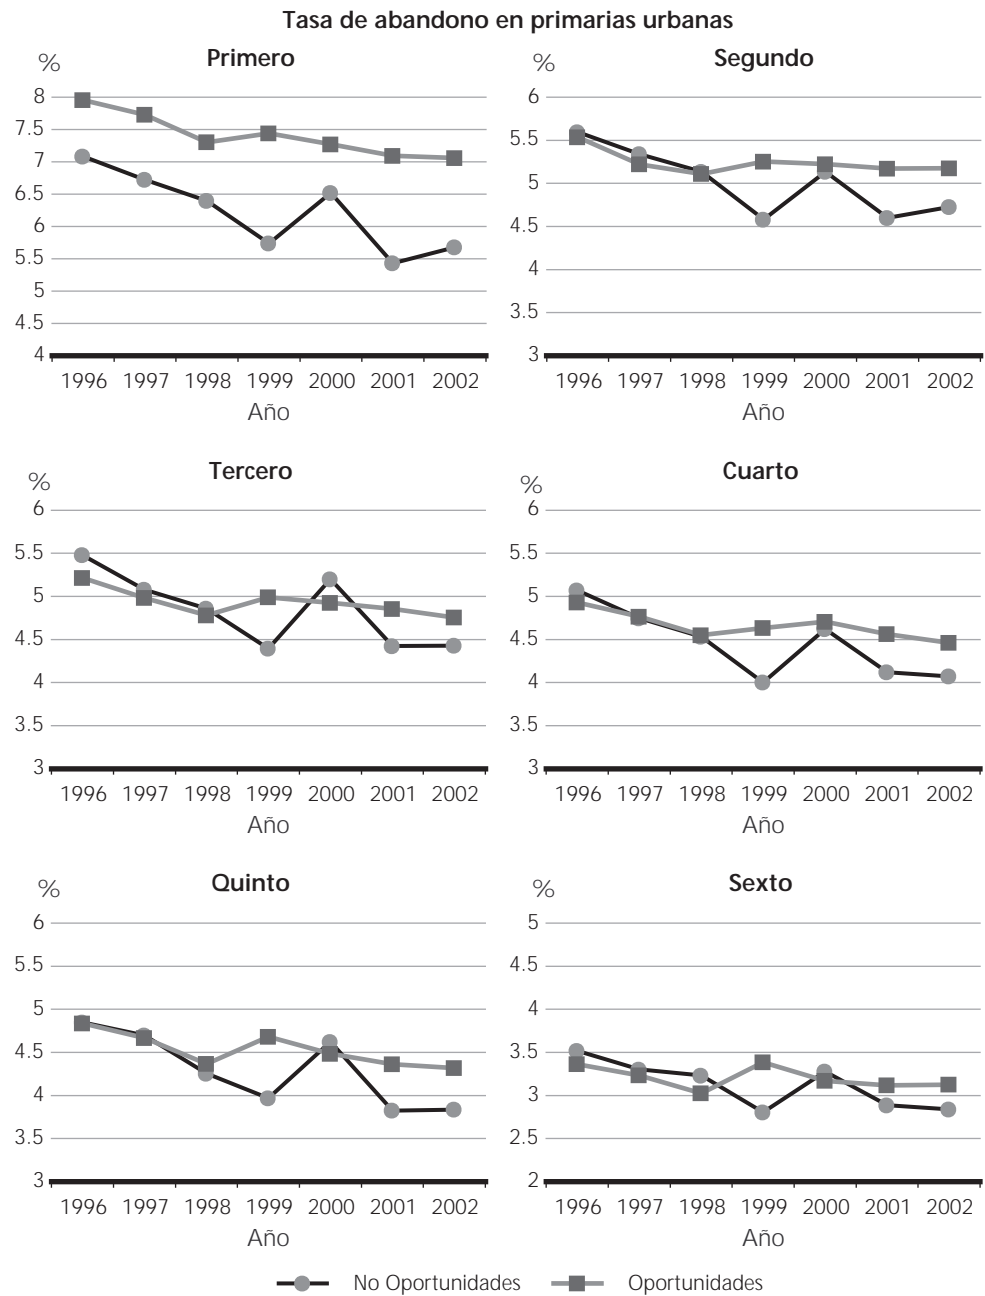 Tasa de abandono en primarias urbanas
Primero
%
8
7.5
7
6.5
6
5.5
5
4.5
4
1996 1997 1998 1999 2000 2001 2002
Año
Segundo
%
6
5.5
5
4.5
4
3.5
3
1996 1997 1998 1999 2000 2001 2002
Año
Tercero
%
6
5.5
5
4.5
4
3.5
3
1996 1997 1998 1999 2000 2001 2002
Año
Cuarto
%
6
5.5
5
4.5
4
3.5
3
1996 1997 1998 1999 2000 2001 2002
Año
Quinto
%
6
5.5
5
4.5
4
3.5
3
1996 1997 1998 1999 2000 2001 2002
Año
Sexto
%
5
4.5
4
3.5
3
2.5
2
1996 1997 1998 1999 2000 2001 2002
Año
No Oportunidades Oportunidades